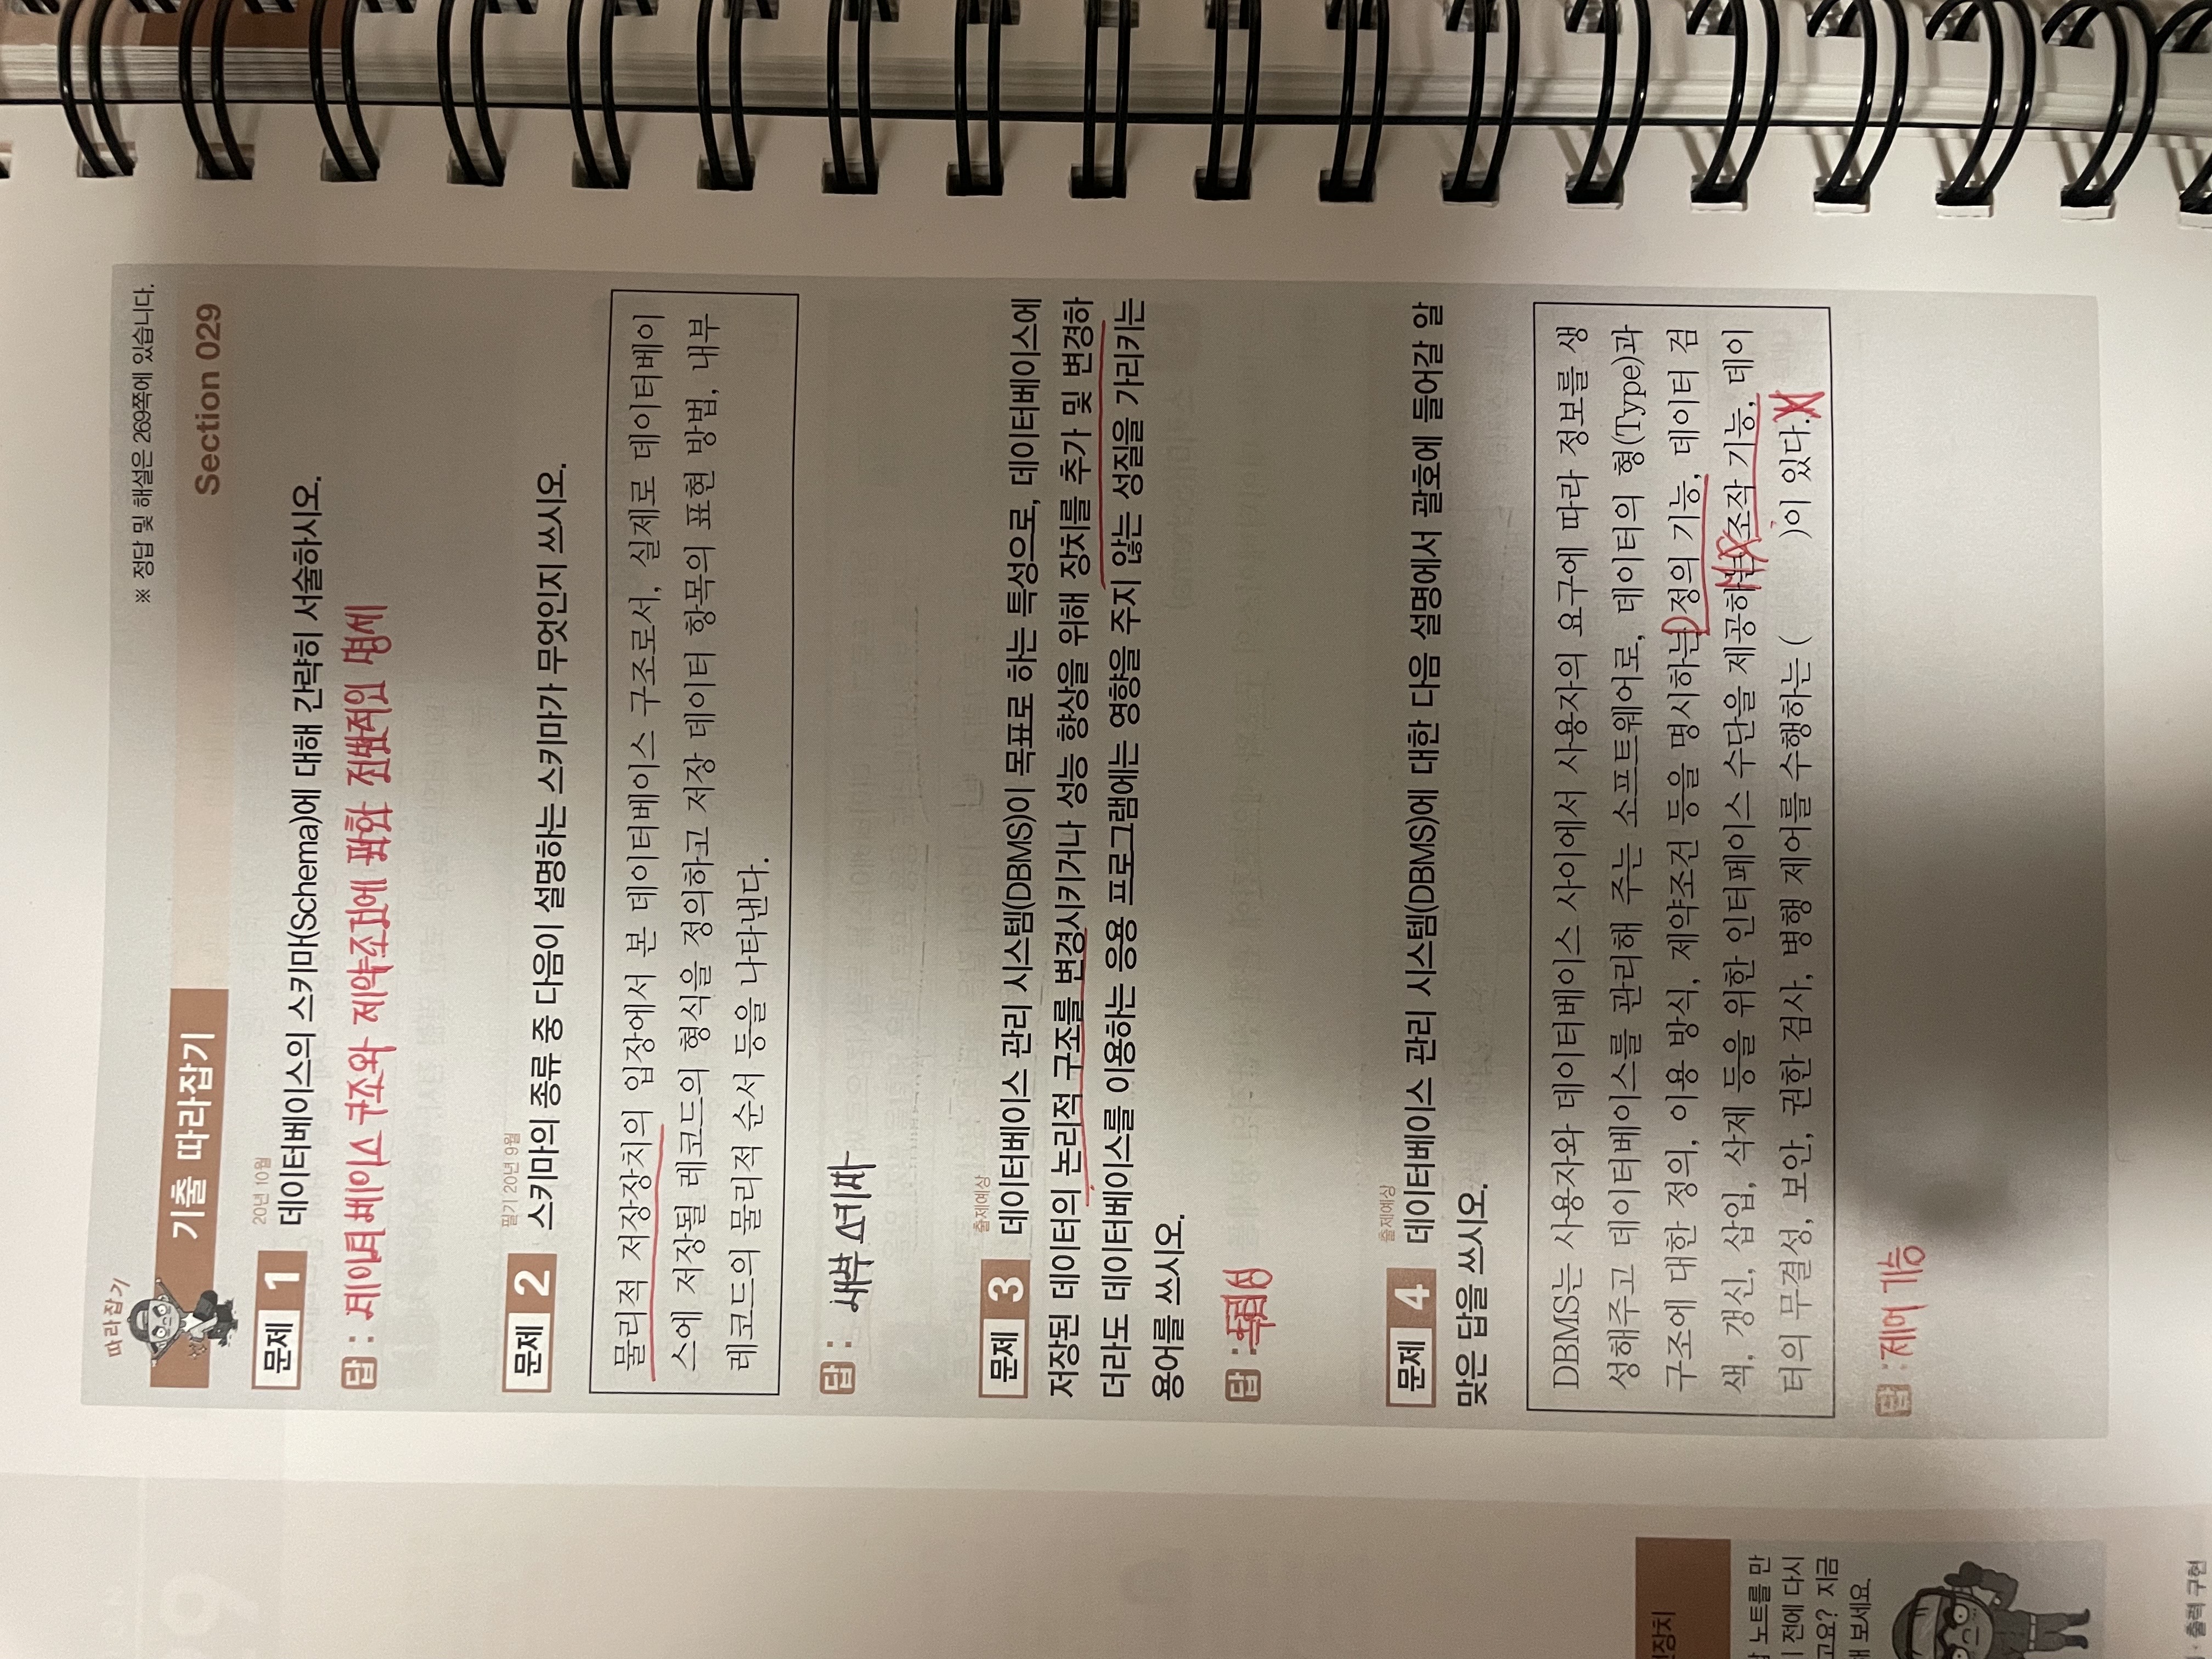 따라잡기
※ 정답 및 해설은 269쪽에 있습니다.
기출 따라잡기
Section 029
20년 10월
문제 1 데이터베이스의 스키마(Schema)에 대해 간략히 서술하시오.
답 : 데이터베이스 구조와 제약조건에 관한 전반적인 명세
필기 20년 9월
문제 2 스키마의 종류 중 다음이 설명하는 스키마가 무엇인지 쓰시오.
물리적 저장장치의 입장에서 본 데이터베이스 구조로서, 실제로 데이터베이
스에 저장될 레코드의 형식을 정의하고 저장 데이터 항목의 표현 방법, 내부
레코드의 물리적 순서 등을 나타낸다.
답 : 내부 스키마
출제예상
문제 3 데이터베이스 관리 시스템(DBMS)이 목표로 하는 특성으로, 데이터베이스에
저장된 데이터의 논리적 구조를 변경시키거나 성능 향상을 위해 장치를 추가 및 변경하
더라도 데이터베이스를 이용하는 응용 프로그램에는 영향을 주지 않는 성질을 가리키는
용어를 쓰시오.
답 : 독립성
출제예상
문제 4 데이터베이스 관리 시스템(DBMS)에 대한 다음 설명에서 괄호에 들어갈 알
맞은 답을 쓰시오.
DBMS는 사용자와 데이터베이스 사이에서 사용자의 요구에 따라 정보를 생
성해주고 데이터베이스를 관리해 주는 소프트웨어로, 데이터의 형(Type)과
구조에 대한 정의, 이용 방식, 제약조건 등을 명시하는 D 정의 기능, 데이터 검
색, 갱신, 삽입, 삭제 등을 위한 인터페이스 수단을 제공하는 조작 기능, 데이
터의 무결성, 보안, 권한 검사, 병행 제어를 수행하는 ( )이 있다.
답 : 제어 기능
전장치
노트를 만
전에 다시
고요? 지금
해 보세요.
· 출력 구현